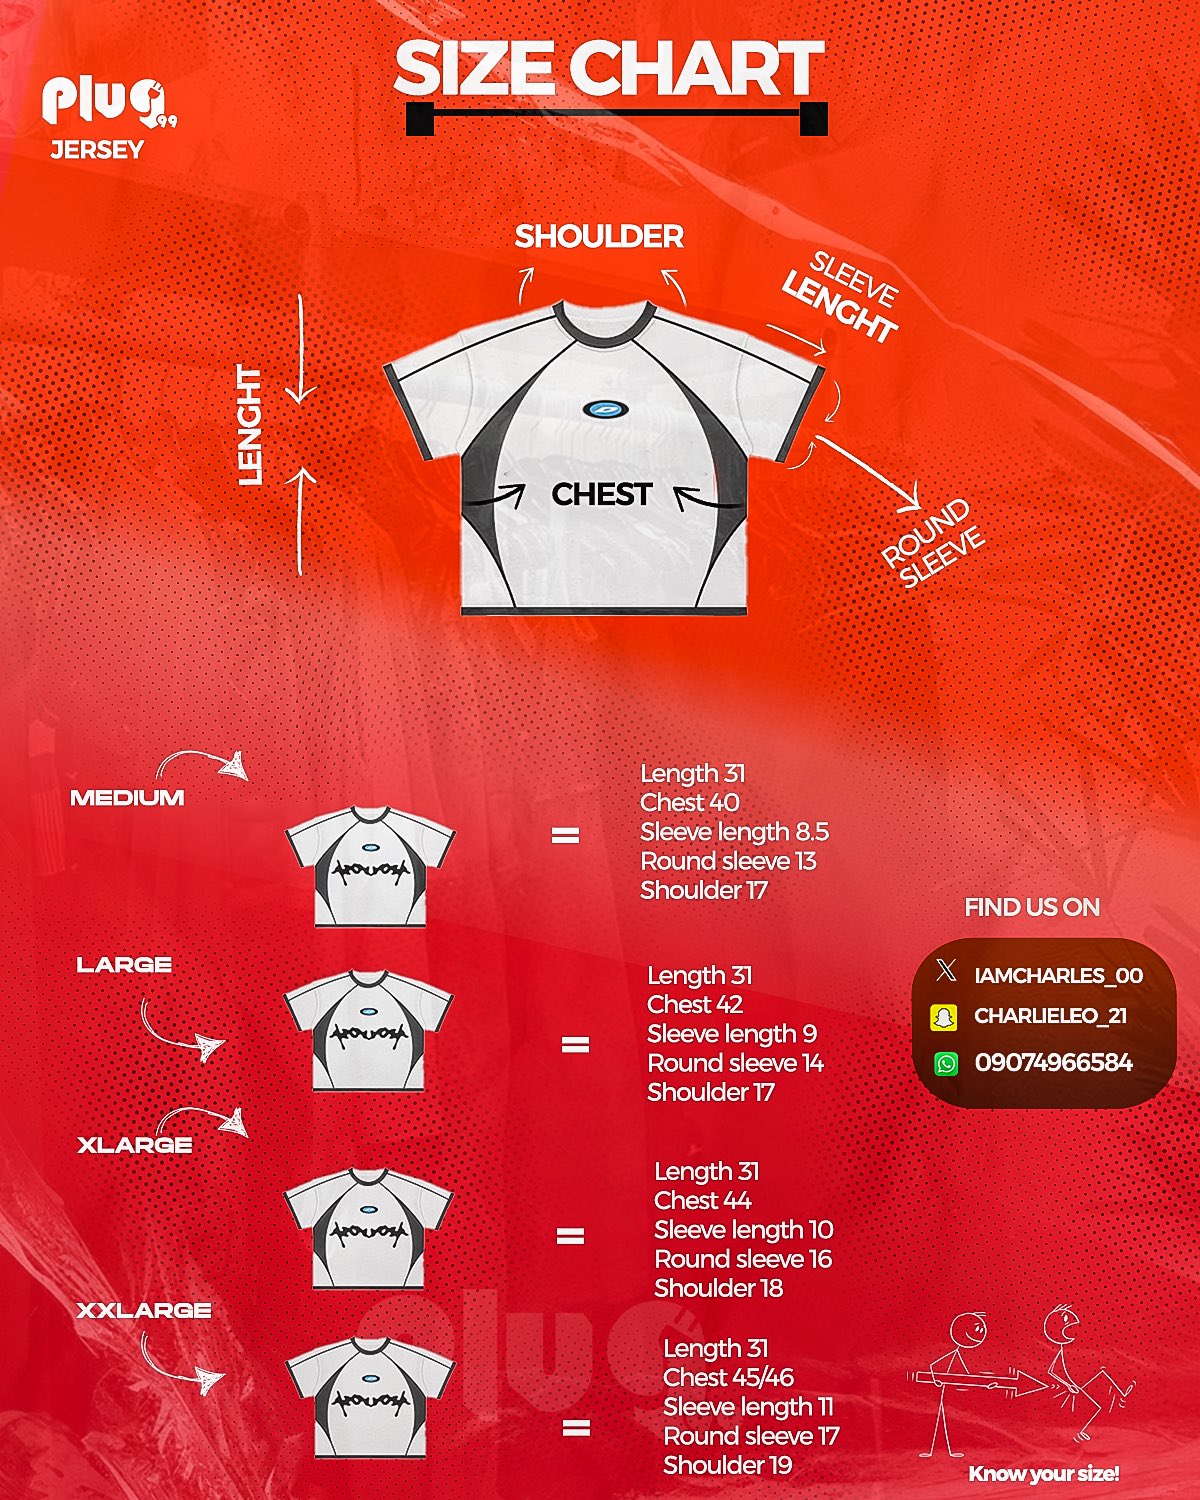 SIZE CHART
plug99
JERSEY
SHOULDER
SLEEVE
LENGHT
LENGHT
CHEST
ROUND
SLEEVE
MEDIUM
=
Length 31
Chest 40
Sleeve length 8.5
Round sleeve 13
Shoulder 17
LARGE
=
Length 31
Chest 42
Sleeve length 9
Round sleeve 14
Shoulder 17
XLARGE
=
Length 31
Chest 44
Sleeve length 10
Round sleeve 16
Shoulder 18
XXLARGE
=
Length 31
Chest 45/46
Sleeve length 11
Round sleeve 17
Shoulder 19
FIND US ON
IAMCHARLES_00
CHARLIELEO_21
09074966584
plug
Know your size!